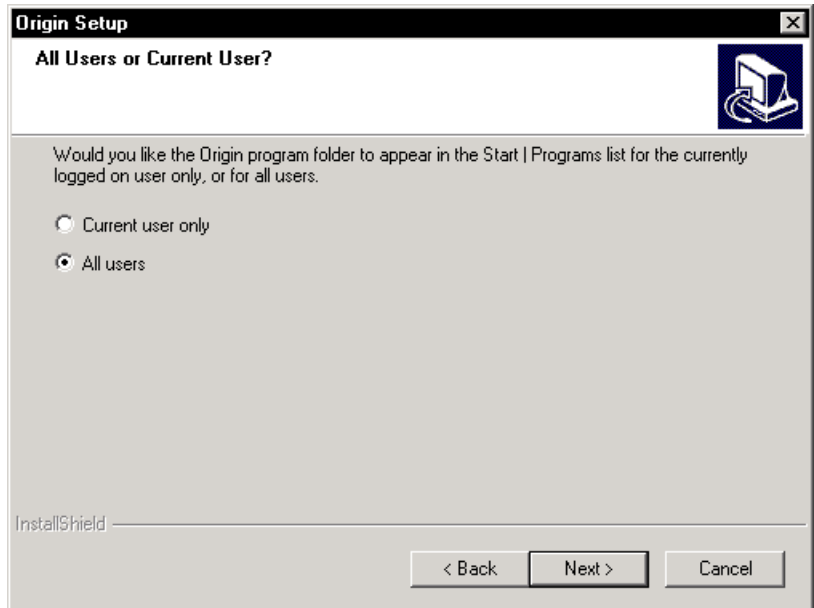 Origin Setup
All Users or Current User?
Would you like the Origin program folder to appear in the Start | Programs list for the currently
logged on user only, or for all users.
Current user only
All users
InstallShield
< Back Next > Cancel